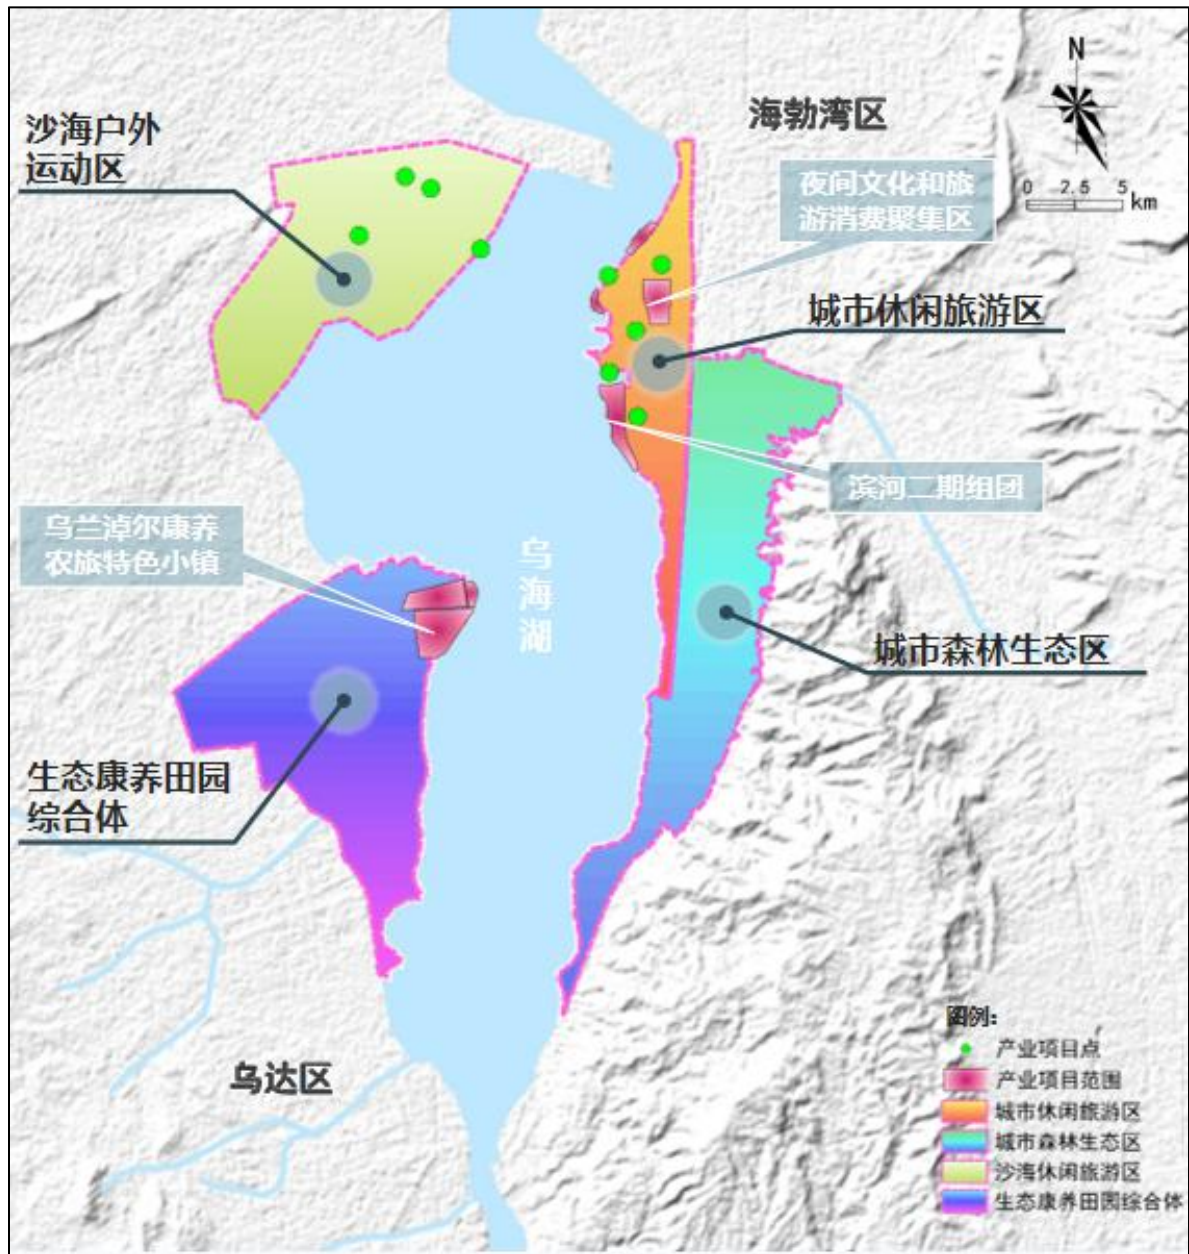 N
海勃湾区
沙海户外
运动区
夜间文化和旅
游消费聚集区
0 2.5 5
km
城市休闲旅游区
滨河二期组团
乌兰淖尔康养
农旅特色小镇
乌海湖
城市森林生态区
生态康养田园
综合体
乌达区
图例:
产业项目点
产业项目范围
城市休闲旅游区
城市森林生态区
沙海休闲旅游区
生态康养田园综合体